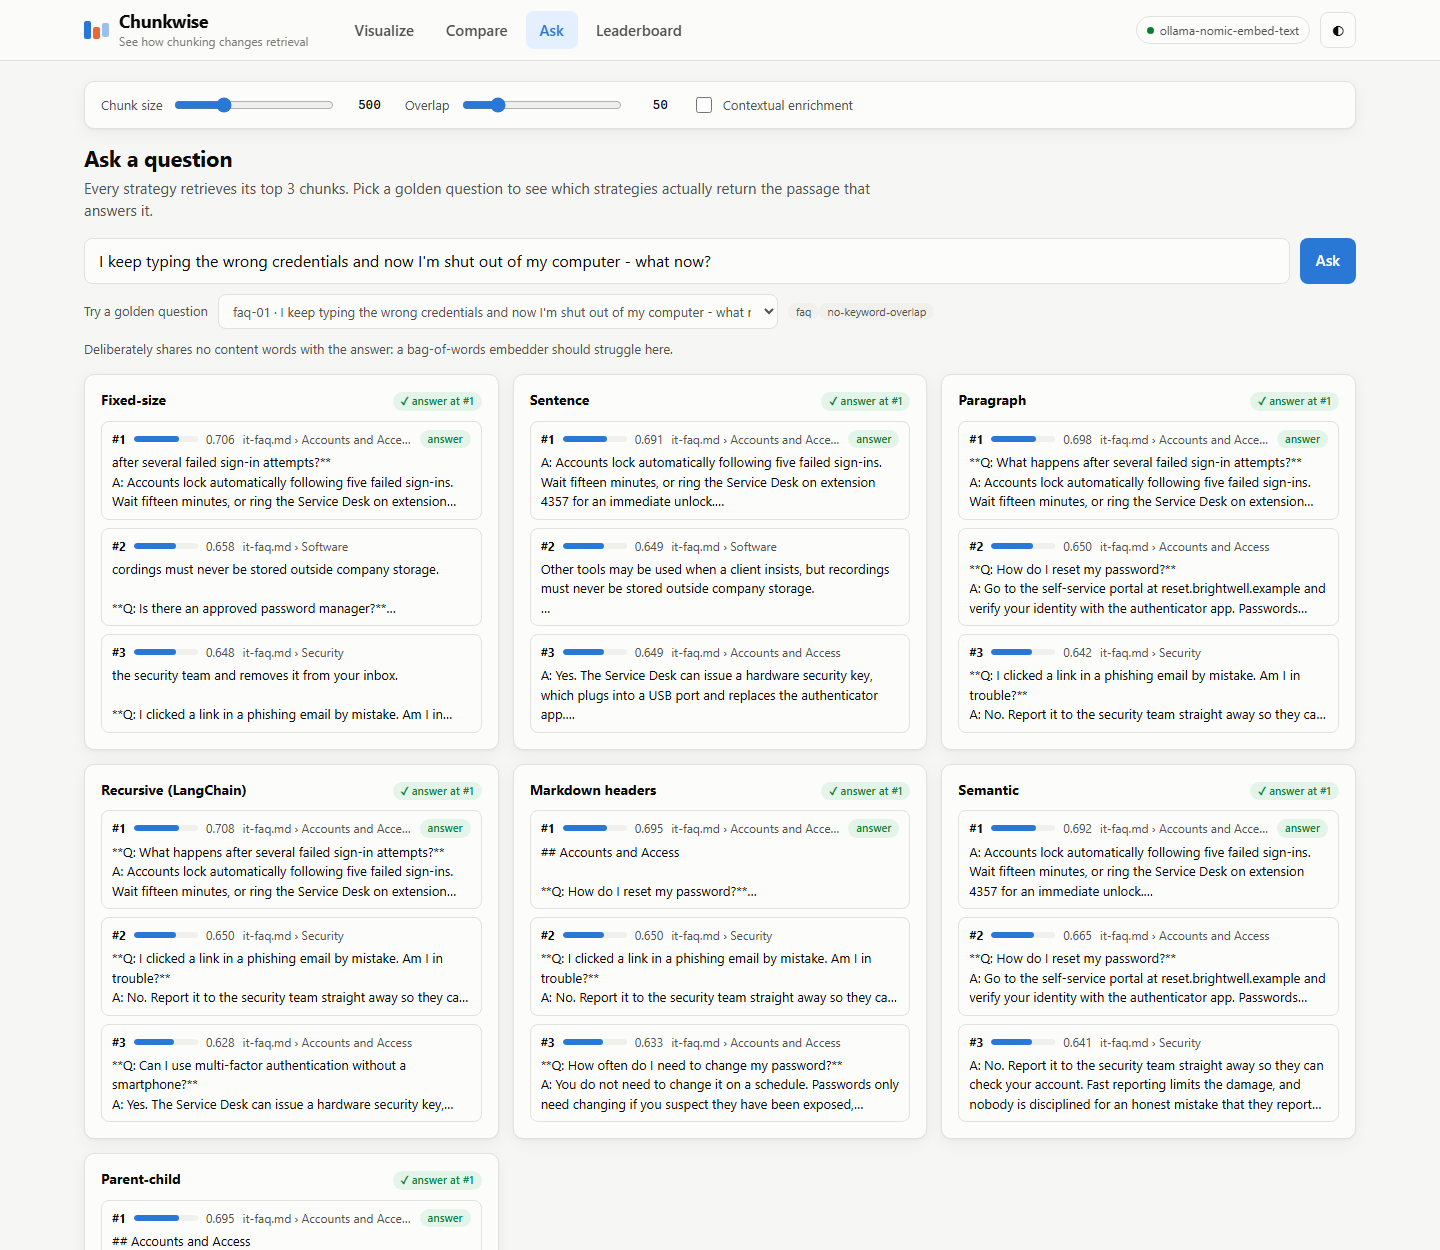 Chunkwise
See how chunking changes retrieval
Visualize
Compare
Ask
Leaderboard
ollama-nomic-embed-text
Chunk size
500
Overlap
50
Contextual enrichment
Ask a question
Every strategy retrieves its top 3 chunks. Pick a golden question to see which strategies actually return the passage that
answers it.
I keep typing the wrong credentials and now I'm shut out of my computer - what now?
Ask
Try a golden question
faq-01 · I keep typing the wrong credentials and now I'm shut out of my computer - what r
faq
no-keyword-overlap
Deliberately shares no content words with the answer: a bag-of-words embedder should struggle here.
Fixed-size
✓ answer at #1
#1 0.706 it-faq.md › Accounts and Acce... answer
after several failed sign-in attempts?**
A: Accounts lock automatically following five failed sign-ins.
Wait fifteen minutes, or ring the Service Desk on extension...
#2 0.658 it-faq.md › Software
cordings must never be stored outside company storage.
**Q: Is there an approved password manager?**...
#3 0.648 it-faq.md › Security
the security team and removes it from your inbox.
**Q: I clicked a link in a phishing email by mistake. Am I in...
Sentence
✓ answer at #1
#1 0.691 it-faq.md › Accounts and Acce... answer
A: Accounts lock automatically following five failed sign-ins.
Wait fifteen minutes, or ring the Service Desk on extension
4357 for an immediate unlock....
#2 0.649 it-faq.md › Software
Other tools may be used when a client insists, but recordings
must never be stored outside company storage.
...
#3 0.649 it-faq.md › Accounts and Access
A: Yes. The Service Desk can issue a hardware security key,
which plugs into a USB port and replaces the authenticator
app....
Paragraph
✓ answer at #1
#1 0.698 it-faq.md › Accounts and Acce... answer
**Q: What happens after several failed sign-in attempts?**
A: Accounts lock automatically following five failed sign-ins.
Wait fifteen minutes, or ring the Service Desk on extension...
#2 0.650 it-faq.md › Accounts and Access
**Q: How do I reset my password?**
A: Go to the self-service portal at reset.brightwell.example and
verify your identity with the authenticator app. Passwords...
#3 0.642 it-faq.md › Security
**Q: I clicked a link in a phishing email by mistake. Am I in
trouble?**
A: No. Report it to the security team straight away so they ca...
Recursive (LangChain)
✓ answer at #1
#1 0.708 it-faq.md › Accounts and Acce... answer
**Q: What happens after several failed sign-in attempts?**
A: Accounts lock automatically following five failed sign-ins.
Wait fifteen minutes, or ring the Service Desk on extension...
#2 0.650 it-faq.md › Security
**Q: I clicked a link in a phishing email by mistake. Am I in
trouble?**
A: No. Report it to the security team straight away so they ca...
#3 0.628 it-faq.md › Accounts and Access
**Q: Can I use multi-factor authentication without a
smartphone?**
A: Yes. The Service Desk can issue a hardware security key,...
Markdown headers
✓ answer at #1
#1 0.695 it-faq.md › Accounts and Acce... answer
## Accounts and Access
**Q: How do I reset my password?**...
#2 0.650 it-faq.md › Security
**Q: I clicked a link in a phishing email by mistake. Am I in
trouble?**
A: No. Report it to the security team straight away so they ca...
#3 0.633 it-faq.md › Accounts and Access
**Q: How often do I need to change my password?**
A: You do not need to change it on a schedule. Passwords only
need changing if you suspect they have been exposed,...
Semantic
✓ answer at #1
#1 0.692 it-faq.md › Accounts and Acce... answer
A: Accounts lock automatically following five failed sign-ins.
Wait fifteen minutes, or ring the Service Desk on extension
4357 for an immediate unlock....
#2 0.665 it-faq.md › Accounts and Access
**Q: How do I reset my password?**
A: Go to the self-service portal at reset.brightwell.example and
verify your identity with the authenticator app. Passwords...
#3 0.641 it-faq.md › Security
A: No. Report it to the security team straight away so they can
check your account. Fast reporting limits the damage, and
nobody is disciplined for an honest mistake that they report...
Parent-child
✓ answer at #1
#1 0.695 it-faq.md › Accounts and Acce... answer
## Accounts and Access